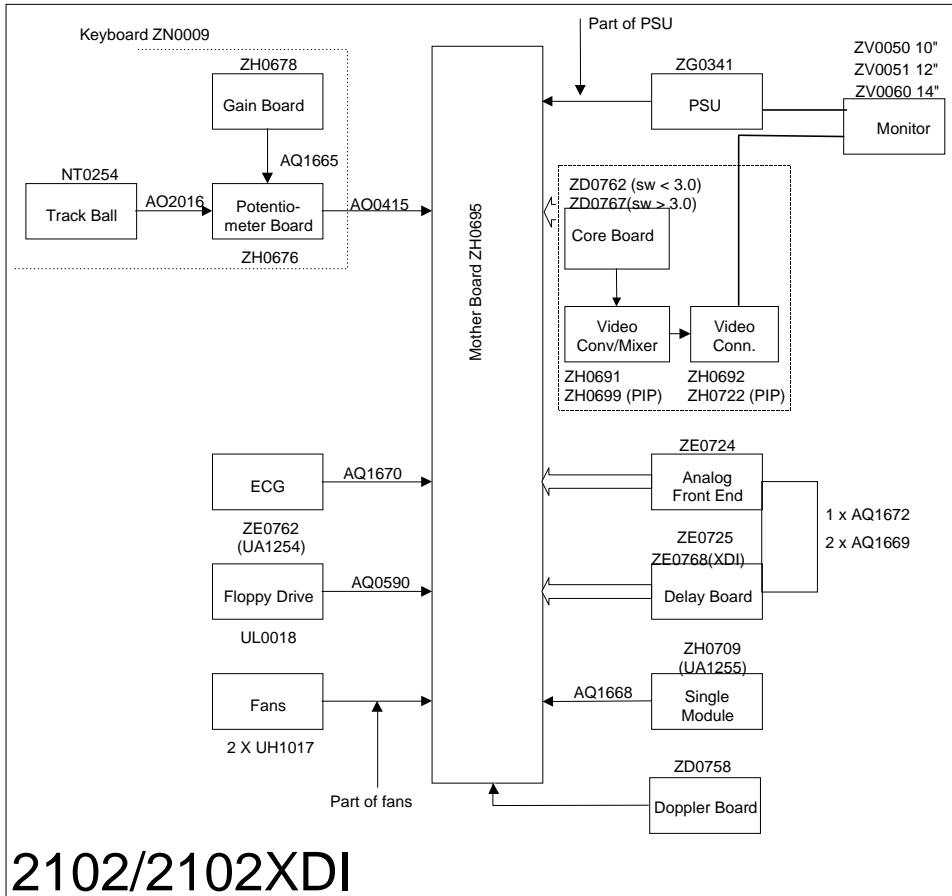 Keyboard ZN0009
Part of PSU
ZV0050 10"
ZV0051 12"
ZV0060 14"
ZH0678
Gain Board
ZG0341
PSU
Monitor
AQ1665
NT0254
Track Ball
AO2016
Potentio-
meter Board
ZH0676
AO0415
Mother Board ZH0695
ZD0762 (sw < 3.0)
ZD0767(sw > 3.0)
Core Board
Video
Conv/Mixer
Video
Conn.
ZH0691
ZH0699 (PIP)
ZH0692
ZH0722 (PIP)
ECG
AQ1670
ZE0762
(UA1254)
ZE0724
Analog
Front End
1 x AQ1672
2 x AQ1669
Floppy Drive
AQ0590
UL0018
ZE0725
ZE0768(XDI)
Delay Board
Fans
2 X UH1017
Part of fans
ZH0709
(UA1255)
AQ1668
Single
Module
ZD0758
Doppler Board
2102/2102XDI